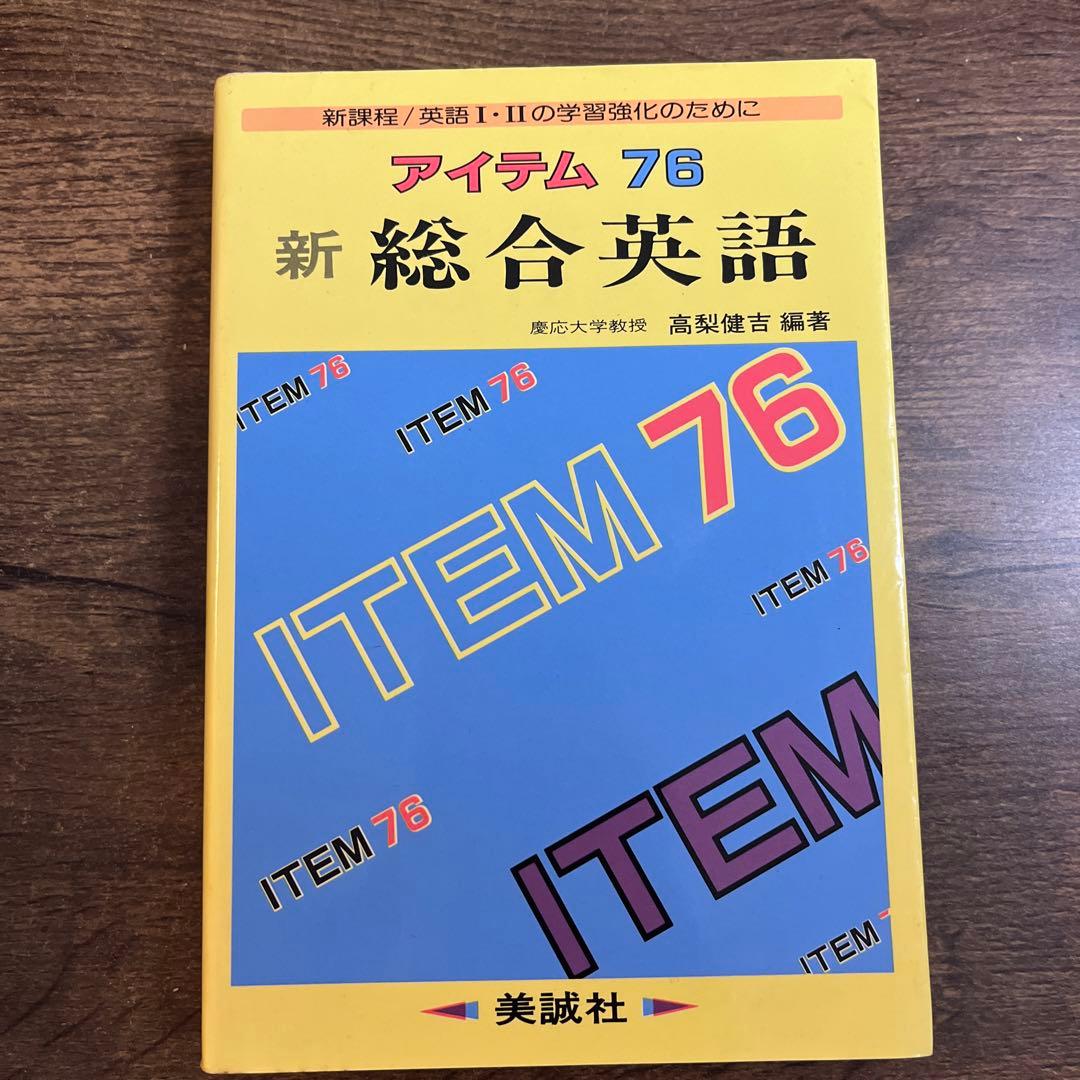 新課程/英語I・IIの学習強化のために
アイテム 76
新 総合英語
慶応大学教授 高梨健吉 編著
ITEM 76
ITEM 76
ITEM 76
ITEM 76
ITEM
ITEM 76
ITEM 7
美誠社